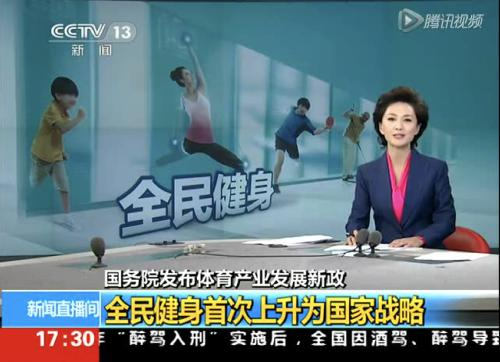 CCTV 13
新闻
腾讯视频
全民健身
国务院发布体育产业发展新政
新闻直播间
全民健身首次上升为国家战略
17:30
年“醉驾入刑”实施后，全国因酒驾、醉驾导致